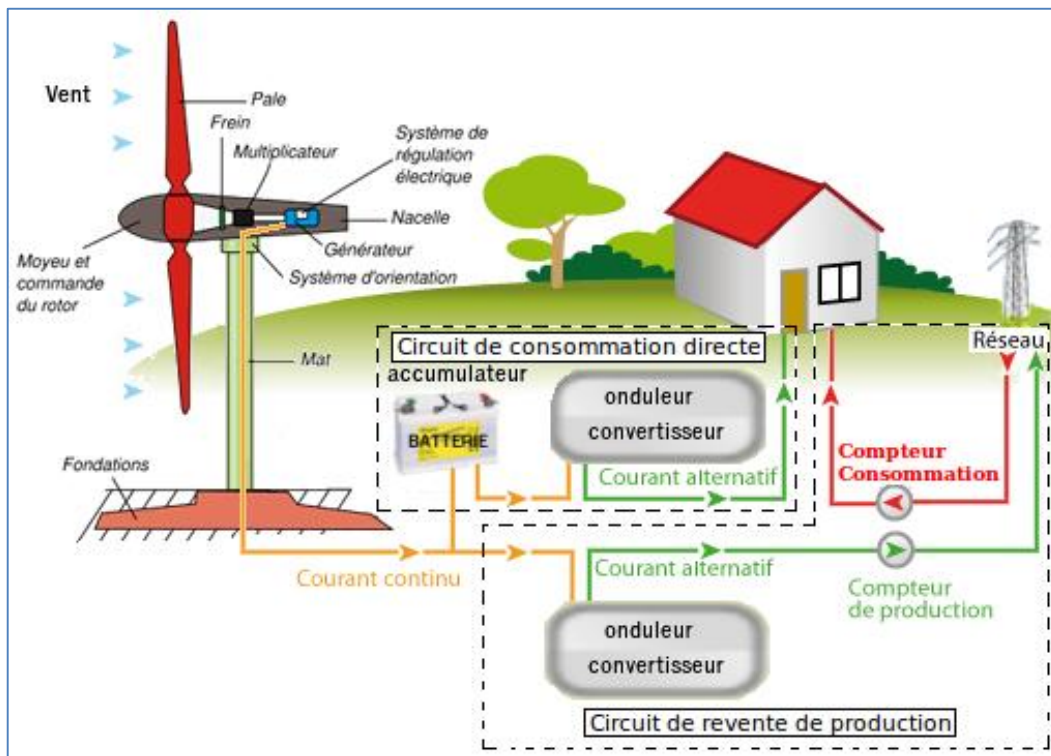 Vent
Pale
Frein
Multiplicateur
Système de
régulation
électrique
Nacelle
Générateur
Système d'orientation
Moyeu et
commande
du rotor
Mat
Fondations
Circuit de consommation directe
accumulateur
BATTERIE
onduleur
convertisseur
Courant alternatif
Réseau
Compteur
Consommation
Courant continu
Courant alternatif
Compteur
de production
onduleur
convertisseur
Circuit de revente de production